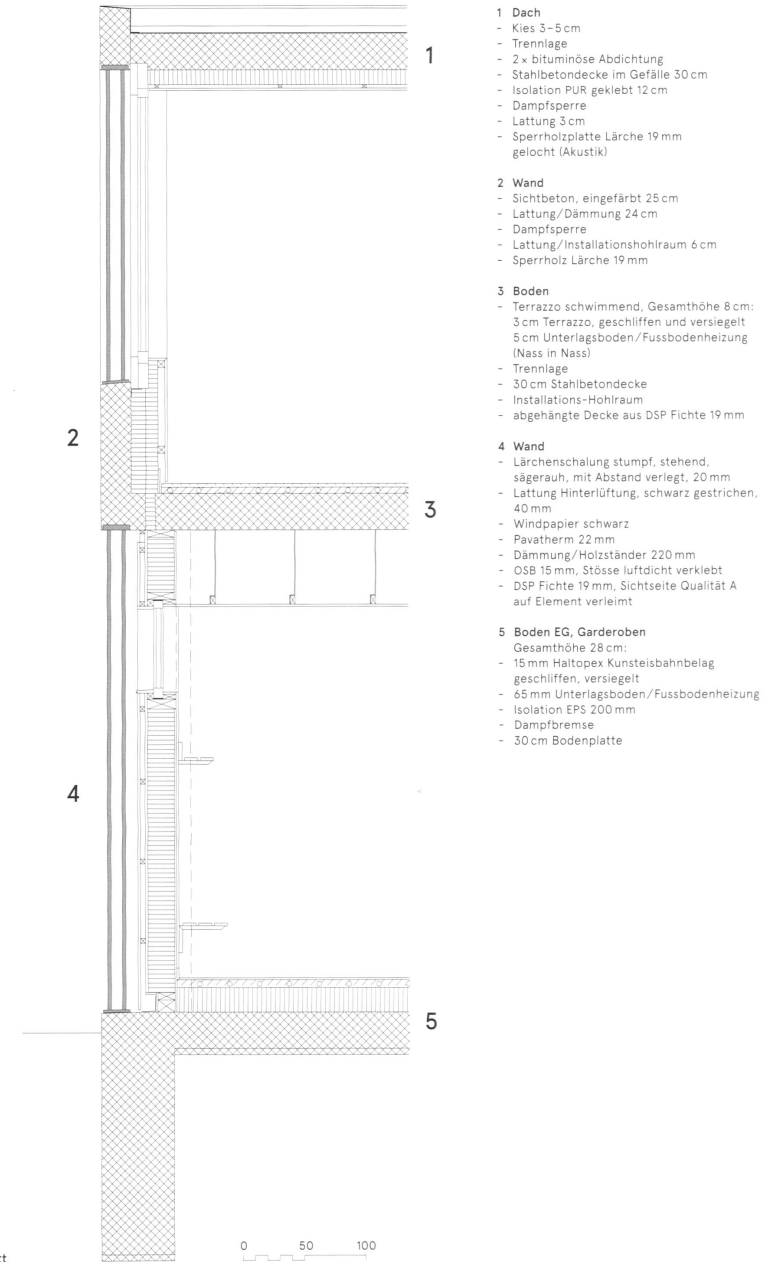 1 Dach
- Kies 3–5 cm
- Trennlage
- 2 × bituminöse Abdichtung
- Stahlbetondecke im Gefälle 30 cm
- Isolation PUR geklebt 12 cm
- Dampfsperre
- Lattung 3 cm
- Sperrholzplatte Lärche 19 mm
gelocht (Akustik)
2 Wand
- Sichtbeton, eingefärbt 25 cm
- Lattung/Dämmung 24 cm
- Dampfsperre
- Lattung/Installationshohlraum 6 cm
- Sperrholz Lärche 19 mm
3 Boden
- Terrazzo schwimmend, Gesamthöhe 8 cm:
3 cm Terrazzo, geschliffen und versiegelt
5 cm Unterlagsboden/Fussbodenheizung
(Nass in Nass)
- Trennlage
- 30 cm Stahlbetondecke
- Installations-Hohlraum
- abgehängte Decke aus DSP Fichte 19 mm
4 Wand
- Lärchenschalung stumpf, stehend,
sägerauh, mit Abstand verlegt, 20 mm
- Lattung Hinterlüftung, schwarz gestrichen,
40 mm
- Windpapier schwarz
- Pavatherm 22 mm
- Dämmung/Holzständer 220 mm
- OSB 15 mm, Stösse luftdicht verklebt
- DSP Fichte 19 mm, Sichtseite Qualität A
auf Element verleimt
5 Boden EG, Garderoben
Gesamthöhe 28 cm:
- 15 mm Haltopex Kunsteisbahnbelag
geschliffen, versiegelt
- 65 mm Unterlagsboden/Fussbodenheizung
- Isolation EPS 200 mm
- Dampfbremse
- 30 cm Bodenplatte
1
2
3
4
5
0 50 100